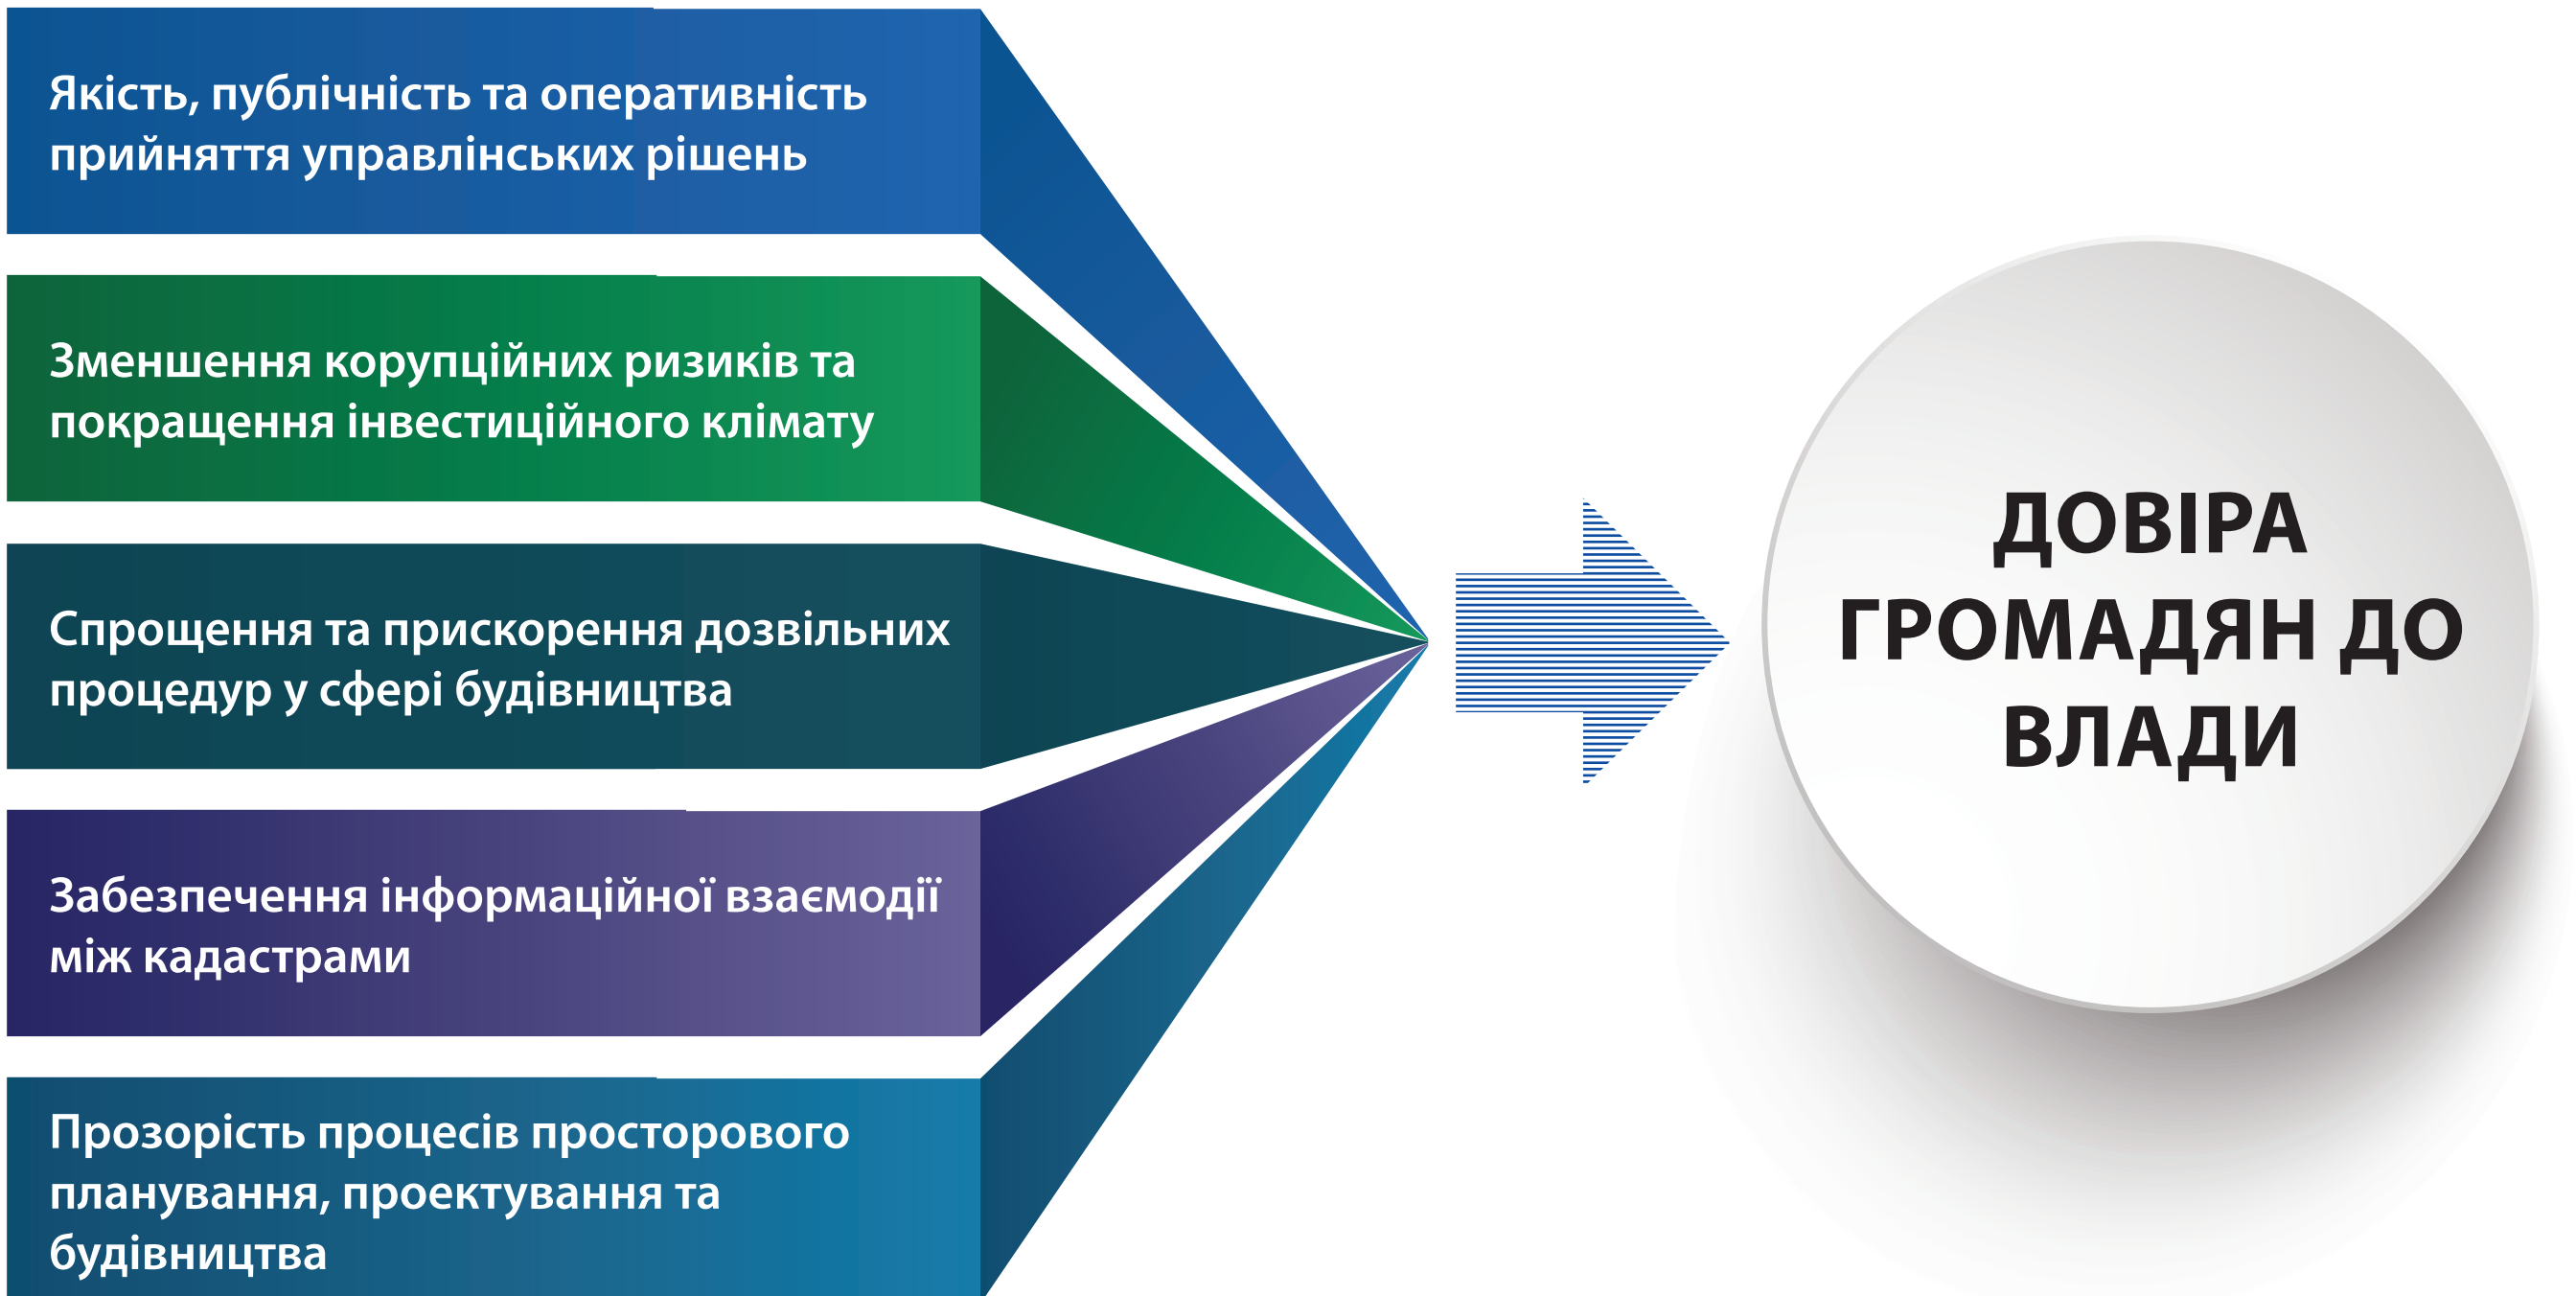 Якість, публічність та оперативність
прийняття управлінських рішень
Зменшення корупційних ризиків та
покращення інвестиційного клімату
Спрощення та прискорення дозвільних
процедур у сфері будівництва
Забезпечення інформаційної взаємодії
між кадастрами
Прозорість процесів просторового
планування, проектування та
будівництва
ДОВІРА
ГРОМАДЯН ДО
ВЛАДИ